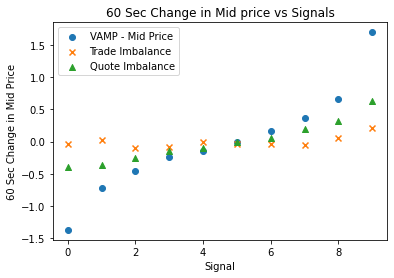 60 Sec Change in Mid price vs Signals
VAMP - Mid Price
Trade Imbalance
Quote Imbalance
60 Sec Change in Mid Price
1.5
1.0
0.5
0.0
−0.5
−1.0
−1.5
0 2 4 6 8
Signal